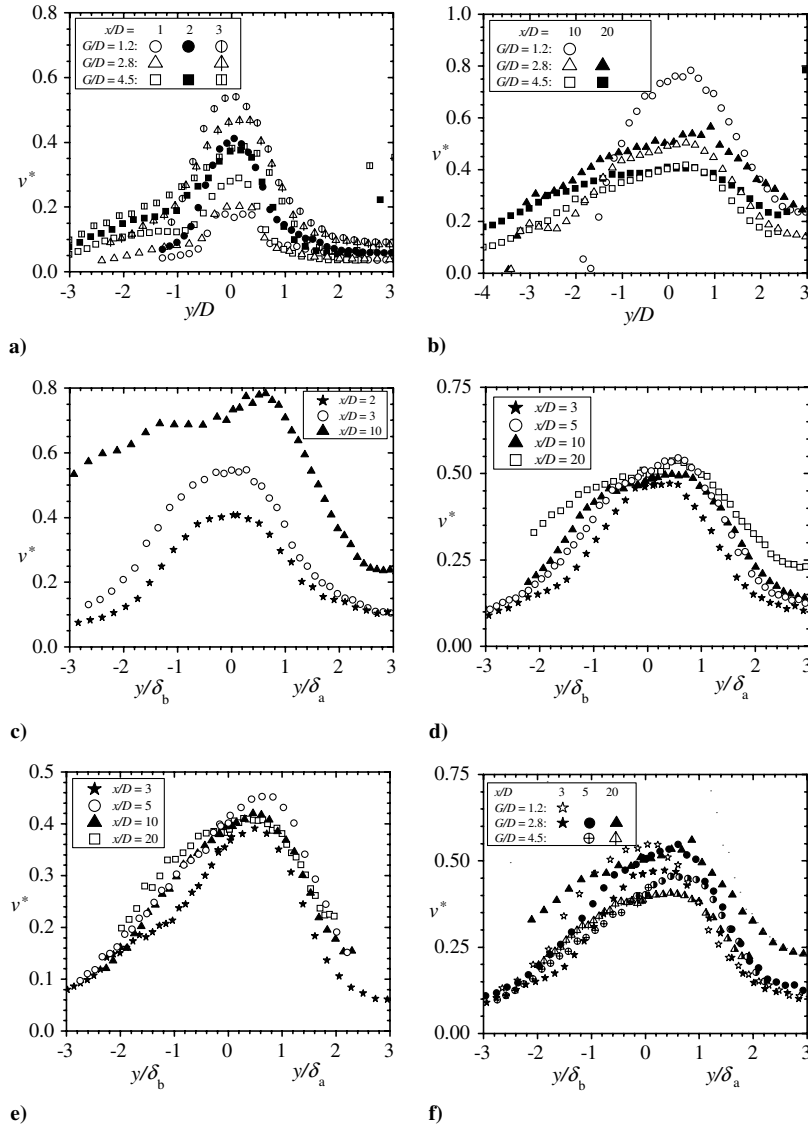 x/D = 1 2 3
G/D = 1.2:
G/D = 2.8:
G/D = 4.5:
0.8
0.6
0.4
0.2
0.0
v*
-3 -2 -1 0 1 2 3
y/D
a)
x/D = 10 20
G/D = 1.2:
G/D = 2.8:
G/D = 4.5:
1.0
0.8
0.6
0.4
0.2
0.0
v*
-4 -3 -2 -1 0 1 2 3
y/D
b)
x/D = 2
x/D = 3
x/D = 10
0.8
0.6
0.4
0.2
0.0
v*
-3 -2 -1 0 1 2 3
y/δb y/δa
c)
x/D = 3
x/D = 5
x/D = 10
x/D = 20
0.75
0.50
0.25
0.00
v*
-3 -2 -1 0 1 2 3
y/δb y/δa
d)
x/D = 3
x/D = 5
x/D = 10
x/D = 20
0.5
0.4
0.3
0.2
0.1
0.0
v*
-3 -2 -1 0 1 2 3
y/δb y/δa
e)
x/D 3 5 20
G/D = 1.2:
G/D = 2.8:
G/D = 4.5:
0.75
0.50
0.25
0.00
v*
-3 -2 -1 0 1 2 3
y/δb y/δa
f)